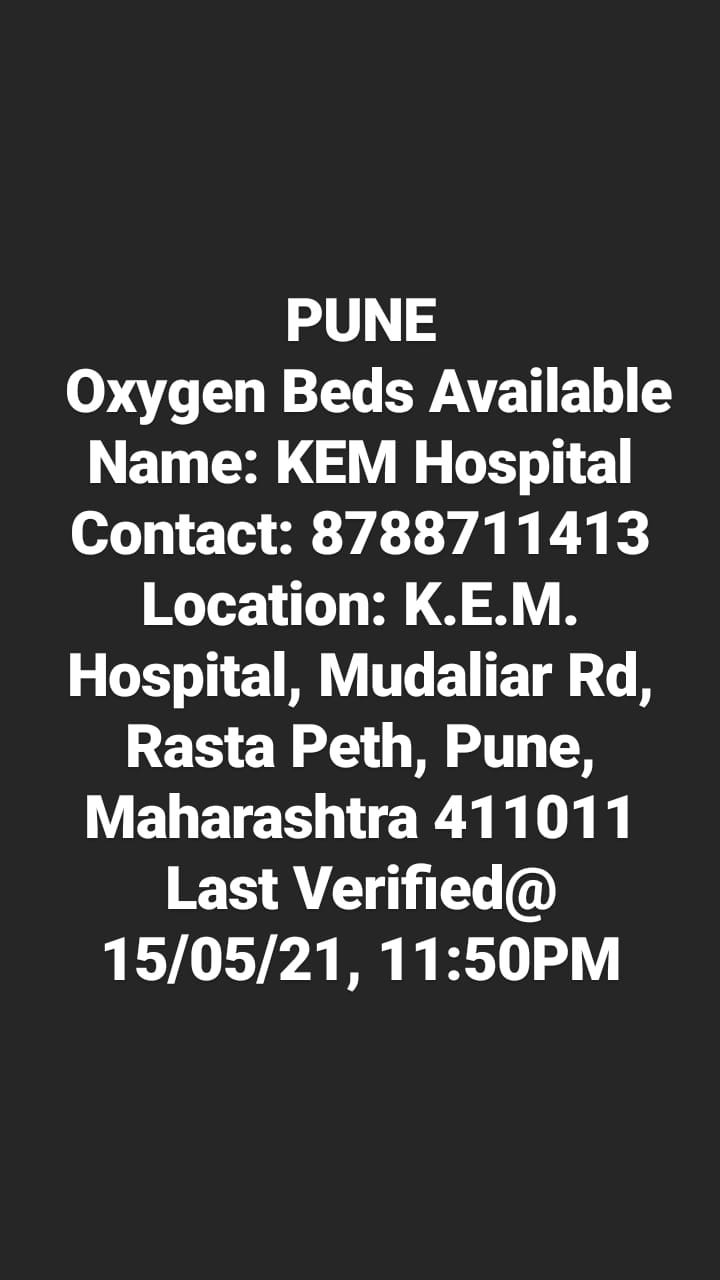 PUNE
Oxygen Beds Available
Name: KEM Hospital
Contact: 8788711413
Location: K.E.M.
Hospital, Mudaliar Rd,
Rasta Peth, Pune,
Maharashtra 411011
Last Verified@
15/05/21, 11:50PM